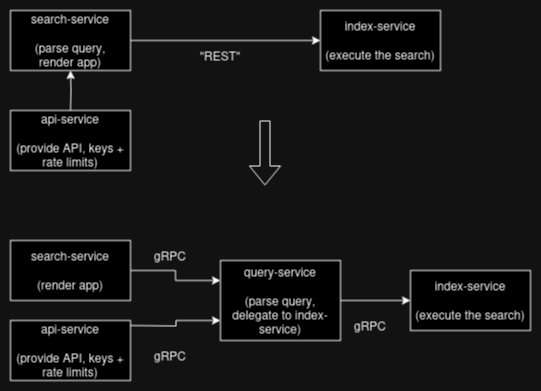 search-service
(parse query,
render app)
index-service
(execute the search)
"REST"
api-service
(provide API, keys +
rate limits)
search-service
(render app)
gRPC
query-service
(parse query,
delegate to index-
service)
index-service
(execute the search)
gRPC
api-service
(provide API, keys +
rate limits)
gRPC